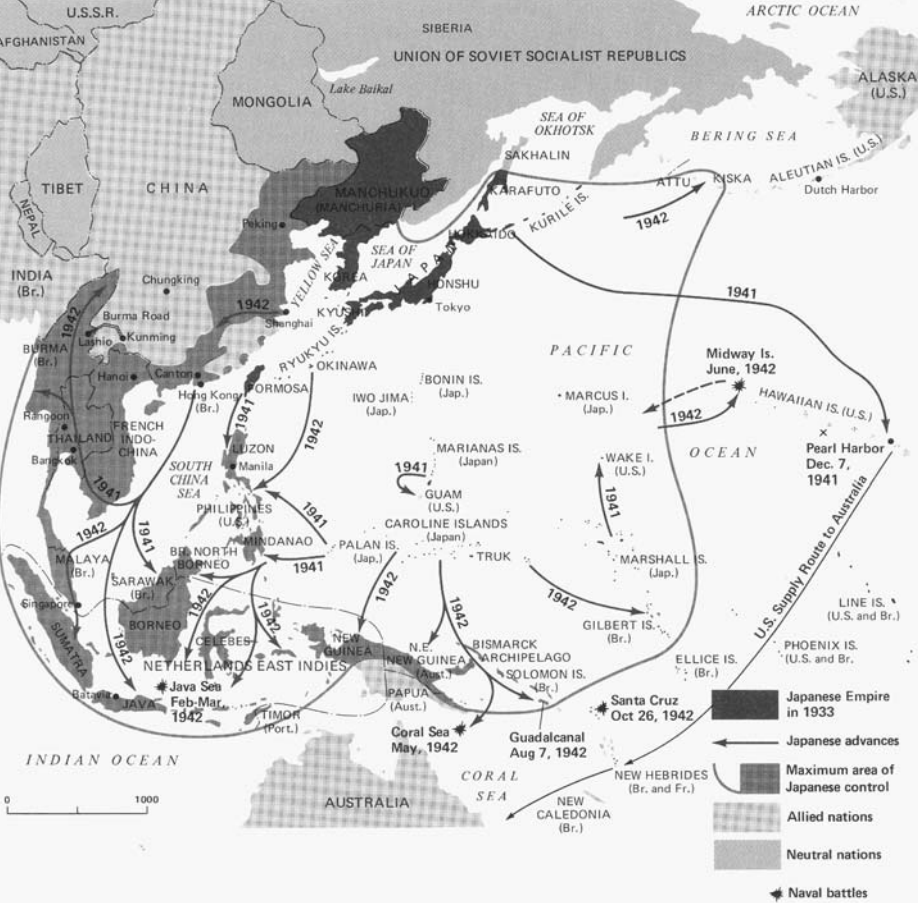 U.S.S.R.
AFGHANISTAN
SIBERIA
UNION OF SOVIET SOCIALIST REPUBLICS
ARCTIC OCEAN
ALASKA
(U.S.)
Lake Baikal
MONGOLIA
SEA OF
OKHOTSK
BERING SEA
SAKHALIN
KARAFUTO
ATTU
KISKA
ALEUTIAN IS. (U.S.)
Dutch Harbor
TIBET
CHINA
NEPAL
MANCHUKUO
(MANCHURIA)
KURILE IS.
1942
Peking
HOKKAIDO
SEA OF
JAPAN
JAPAN
YELLOW SEA
KOREA
HONSHU
Tokyo
KYUSHU
INDIA
(Br.)
Chungking
1942
Shanghai
1941
1942
Burma Road
Lashio
Kunming
BURMA
(Br.)
RYUKYU IS.
OKINAWA
PACIFIC
Midway Is.
June, 1942
Hanoi
Canton
Hong Kong
(Br.)
FORMOSA
IWO JIMA
(Jap.)
BONIN IS.
(Jap.)
MARCUS I.
(Jap.)
HAWAIIAN IS. (U.S.)
1942
Rangoon
THAILAND
Bangkok
FRENCH
INDO-
CHINA
1941
1942
LUZON
Manila
MARIANAS IS.
(Japan)
WAKE I.
(U.S.)
OCEAN
Pearl Harbor
Dec. 7,
1941
SOUTH
CHINA
SEA
1941
1941
GUAM
(U.S.)
1941
PHILIPPINES
(U.S.)
1941
1942
1941
MINDANAO
CAROLINE ISLANDS
(Japan)
PALAN IS.
(Jap.)
TRUK
MARSHALL IS.
(Jap.)
U.S. Supply Route to Australia
MALAYA
(Br.)
BR. NORTH
BORNEO
SARAWAK
(Br.)
1941
1942
1942
Singapore
BORNEO
1942
1942
GILBERT IS.
(Br.)
LINE IS.
(U.S. and Br.)
SUMATRA
1942
CELEBES
1942
NEW
GUINEA
N.E.
NEW GUINEA
(Aust.)
BISMARCK
ARCHIPELAGO
PHOENIX IS.
(U.S. and Br.
NETHERLANDS EAST INDIES
SOLOMON IS.
(Br.)
ELLICE IS.
(Br.)
Batavia
JAVA
Java Sea
Feb-Mar,
1942
PAPUA
(Aust.)
TIMOR
(Port.)
Coral Sea
May, 1942
Guadalcanal
Aug 7, 1942
Santa Cruz
Oct 26, 1942
INDIAN OCEAN
CORAL
SEA
NEW HEBRIDES
(Br. and Fr.)
0
1000
AUSTRALIA
NEW
CALEDONIA
(Br.)
Japanese Empire
in 1933
Japanese advances
Maximum area of
Japanese control
Allied nations
Neutral nations
Naval battles